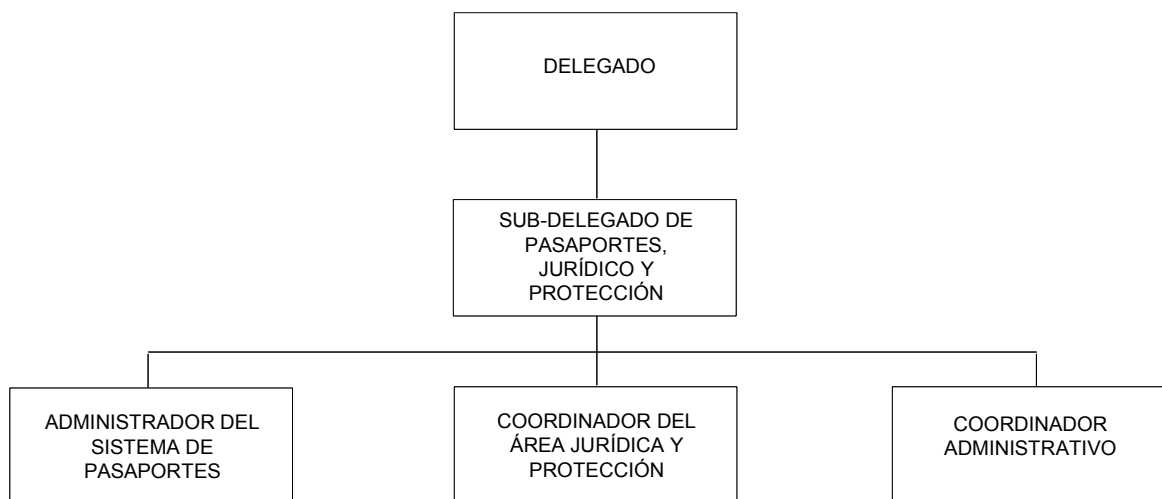 DELEGADO
SUB-DELEGADO DE
PASAPORTES,
JURÍDICO Y
PROTECCIÓN
ADMINISTRADOR DEL
SISTEMA DE
PASAPORTES
COORDINADOR DEL
ÁREA JURÍDICA Y
PROTECCIÓN
COORDINADOR
ADMINISTRATIVO